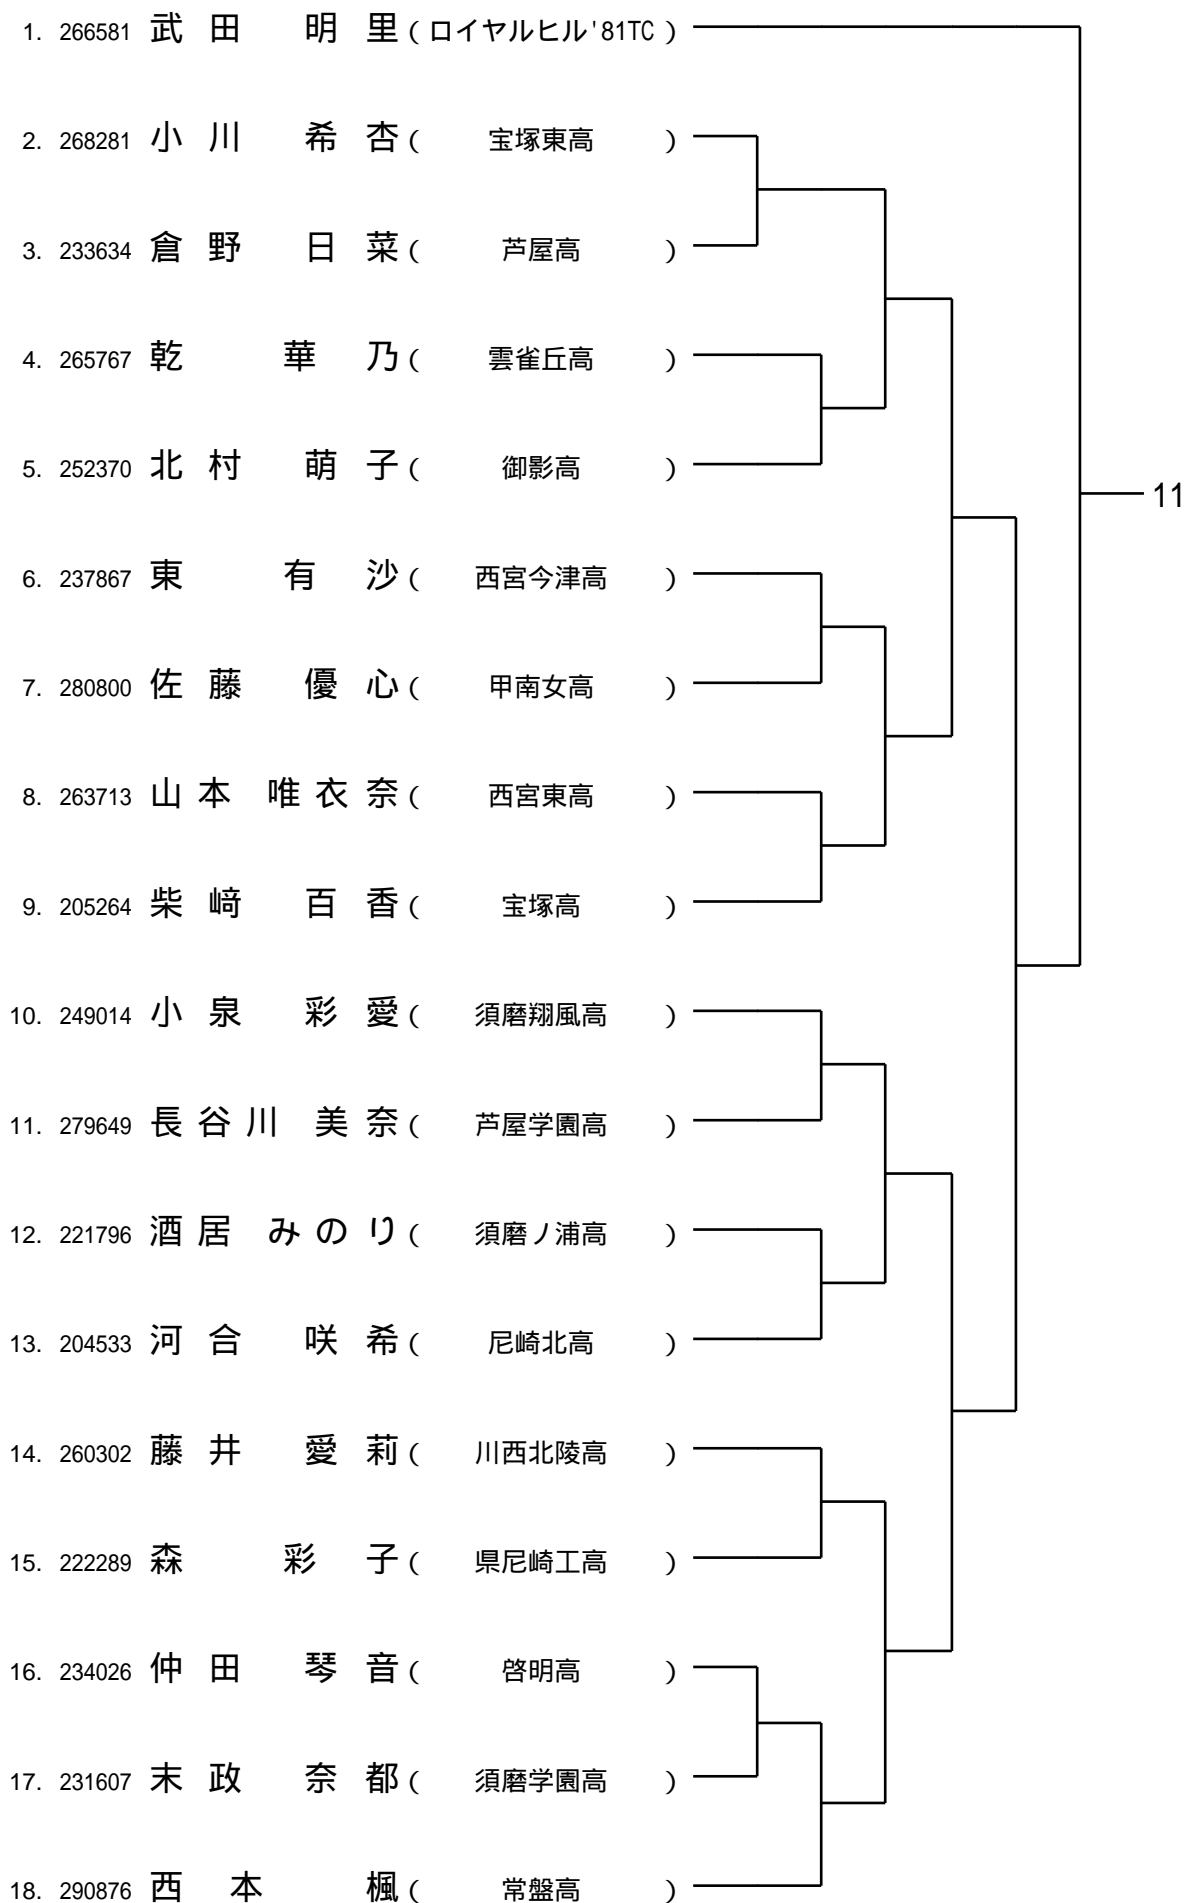 1. 266581 武田 明里 ( ロイヤルヒル'81TC )
2. 268281 小川 希杏 ( 宝塚東高 )
3. 233634 倉野 日菜 ( 芦屋高 )
4. 265767 乾 華乃 ( 雲雀丘高 )
5. 252370 北村 萌子 ( 御影高 )
11
6. 237867 東 有沙 ( 西宮今津高 )
7. 280800 佐藤 優心 ( 甲南女高 )
8. 263713 山本 唯衣奈 ( 西宮東高 )
9. 205264 柴﨑 百香 ( 宝塚高 )
10. 249014 小泉 彩愛 ( 須磨翔風高 )
11. 279649 長谷川 美奈 ( 芦屋学園高 )
12. 221796 酒居 みのり ( 須磨ノ浦高 )
13. 204533 河合 咲希 ( 尼崎北高 )
14. 260302 藤井 愛莉 ( 川西北陵高 )
15. 222289 森 彩子 ( 県尼崎工高 )
16. 234026 仲田 琴音 ( 啓明高 )
17. 231607 末政 奈都 ( 須磨学園高 )
18. 290876 西本 楓 ( 常盤高 )